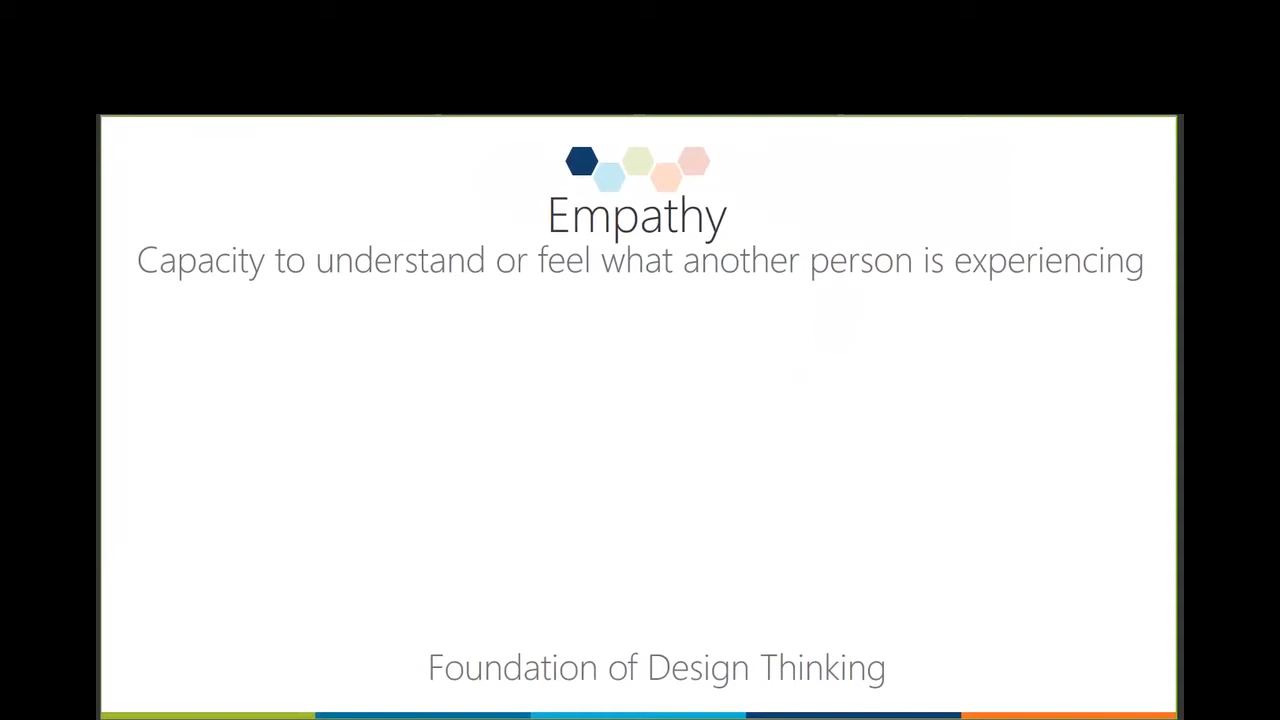 Empathy
Capacity to understand or feel what another person is experiencing
Foundation of Design Thinking